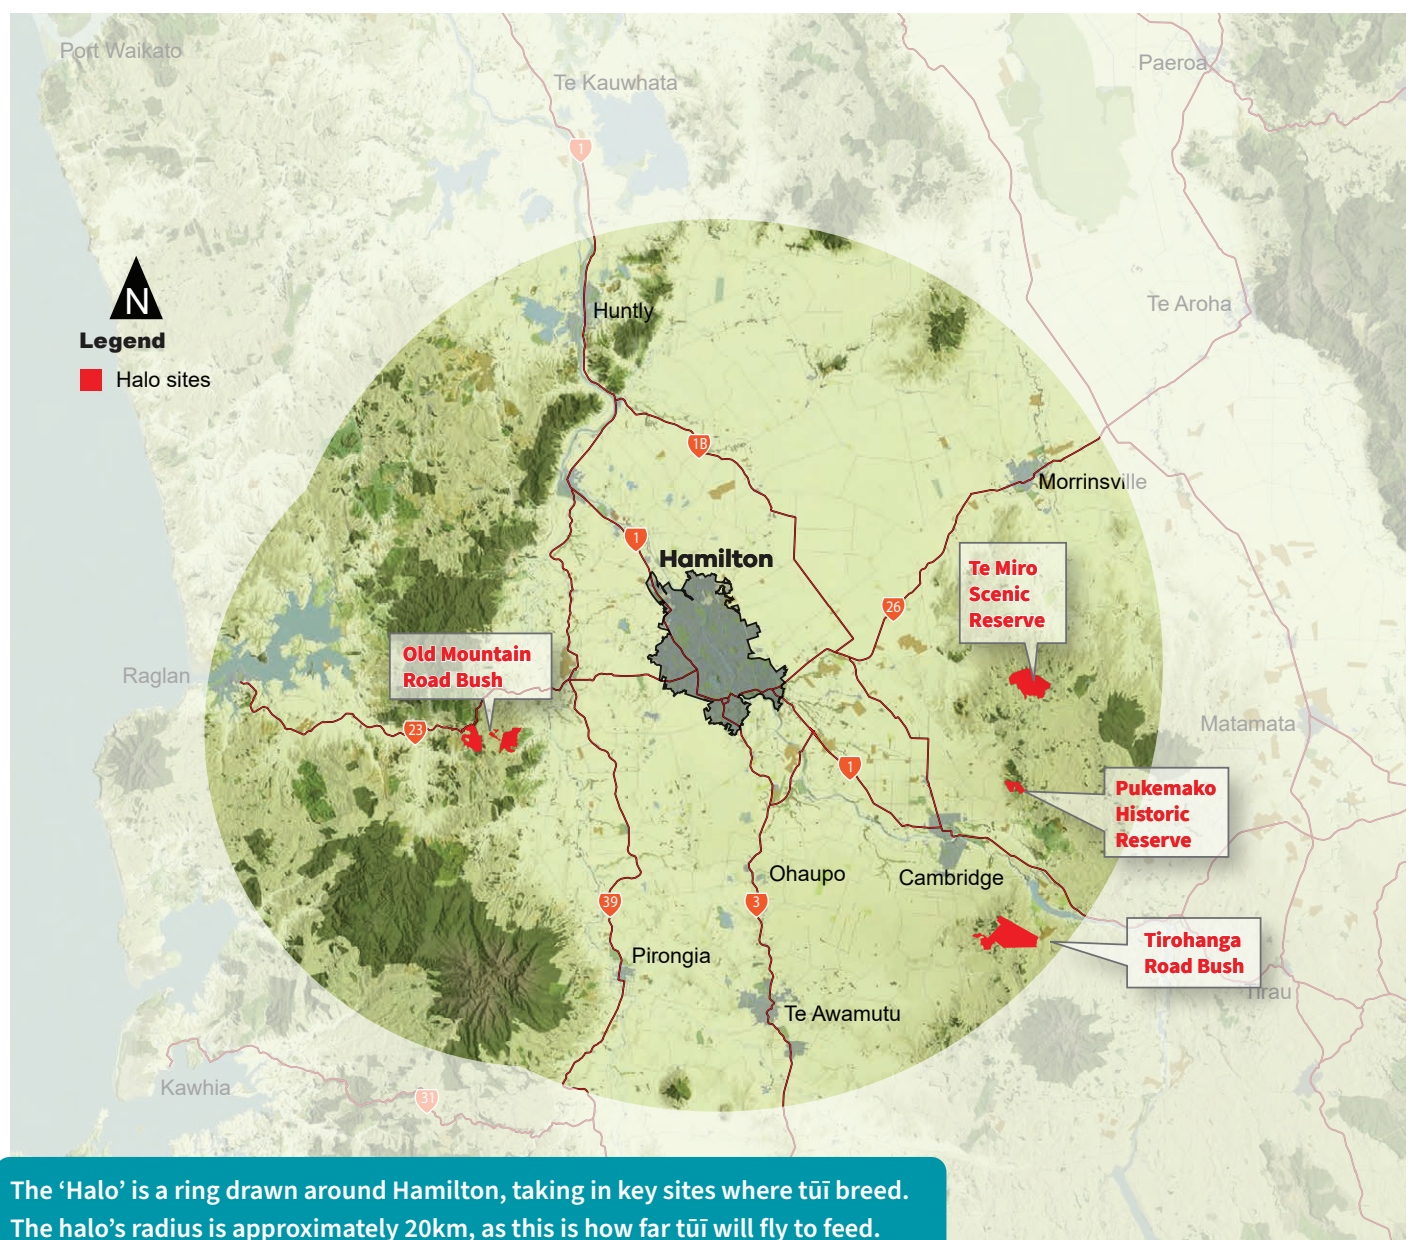 Port Waikato
Te Kauwhata
Paeroa
1
N
Legend
Halo sites
Huntly
Te Aroha
1B
Morrinsville
1
Hamilton
Te Miro
Scenic
Reserve
26
Old Mountain
Road Bush
Raglan
23
Matamata
1
Pukemako
Historic
Reserve
Ohaupo
Cambridge
39
3
Tirohanga
Road Bush
Pirongia
Tirau
Te Awamutu
Kawhia
31
The ‘Halo’ is a ring drawn around Hamilton, taking in key sites where tūī breed.
The halo’s radius is approximately 20km, as this is how far tūī will fly to feed.